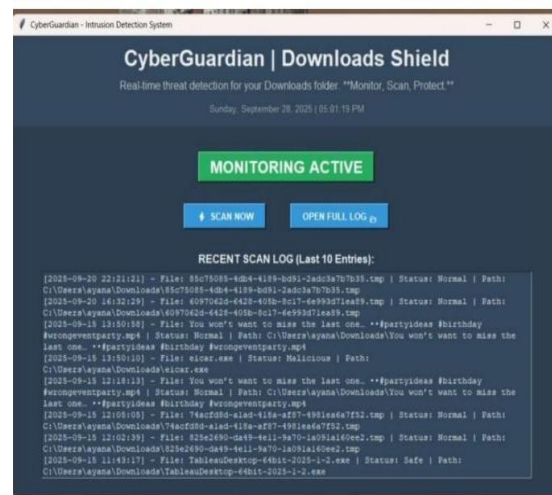 CyberGuardian - Intrusion Detection System
CyberGuardian | Downloads Shield
Real-time threat detection for your Downloads folder. **Monitor, Scan, Protect.**
Sunday, September 28, 2025 | 05:01:19 PM
MONITORING ACTIVE
SCAN NOW
OPEN FULL LOG
RECENT SCAN LOG (Last 10 Entries):
[2025-09-20 22:21:21] - File: 85c75085-4db4-4189-bd91-2adc3a7b7b35.tmp | Status: Normal | Path:
C:\Users\ayana\Downloads\85c75085-4db4-4189-bd91-2adc3a7b7b35.tmp
[2025-09-20 16:32:29] - File: 6097062d-6428-405b-8c17-6e993d71ea89.tmp | Status: Normal | Path:
C:\Users\ayana\Downloads\6097062d-6428-405b-8c17-6e993d71ea89.tmp
[2025-09-15 13:50:58] - File: You won't want to miss the last one… ••#partyideas #birthday
#wrongeventparty.mp4 | Status: Normal | Path: C:\Users\ayana\Downloads\You won't want to miss the
last one… ••#partyideas #birthday #wrongeventparty.mp4
[2025-09-15 13:50:10] - File: eicar.exe | Status: Malicious | Path:
C:\Users\ayana\Downloads\eicar.exe
[2025-09-15 12:18:13] - File: You won't want to miss the last one… ••#partyideas #birthday
#wrongeventparty.mp4 | Status: Normal | Path: C:\Users\ayana\Downloads\You won't want to miss the
last one… ••#partyideas #birthday #wrongeventparty.mp4
[2025-09-15 12:05:05] - File: 74acfd8d-a1ad-418a-af87-4981ea6a7f52.tmp | Status: Normal | Path:
C:\Users\ayana\Downloads\74acfd8d-a1ad-418a-af87-4981ea6a7f52.tmp
[2025-09-15 12:02:39] - File: 825e2690-da49-4e11-9a70-1a091a160ee2.tmp | Status: Normal | Path:
C:\Users\ayana\Downloads\825e2690-da49-4e11-9a70-1a091a160ee2.tmp
[2025-09-15 11:43:17] - File: TableauDesktop-64bit-2025-1-2.exe | Status: Safe | Path:
C:\Users\ayana\Downloads\TableauDesktop-64bit-2025-1-2.exe